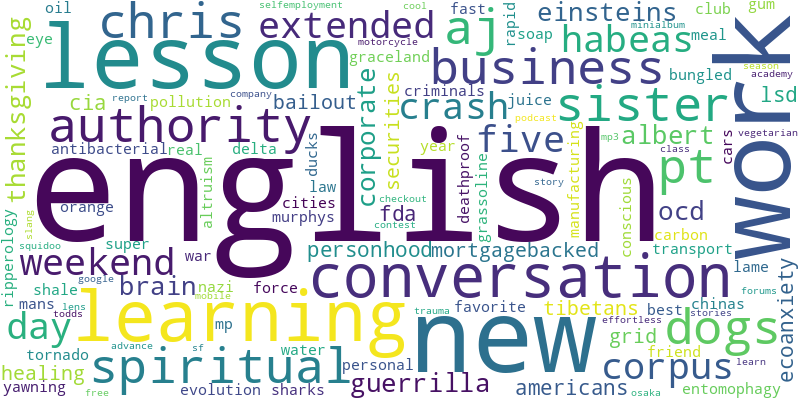 oil
selfemployment
cool
fast
rapid
club
gum
chris
extended
aj
einsteins
minialbum
eye
lesson
motorcycle
soap
habeas
meal
graceland
business
bungled
season
academy
thanksgiving
report
company
cia
pollution
bailout
corporate
securities
criminals
crash
juice
sister
lsd
work
authority
podcast
five
mp3
albert
vegetarian
year
antibacterial
real
delta
ducks
altruism
english
law
deathproof
grassoline
manufacturing
class
cars
pt
story
conscious
orange
cities
murphys
fda
checkout
contest
ocd
carbon
slang
squidoo
super
war
personhood
mortgagebacked
transport
ripperology
weekend
google
shale
brain
nazi
force
conversation
lame
forums
ecoanxiety
mans
lens
todds
mobile
learning
mp
trauma
favorite
tibetans
best
chinas
stories
new
effortless
grid
dogs
day
advance
sf
water
friend
tornado
spiritual
personal
corpus
learn
healing
guerrilla
americans
entomophagy
yawning
free
evolution
sharks
osaka